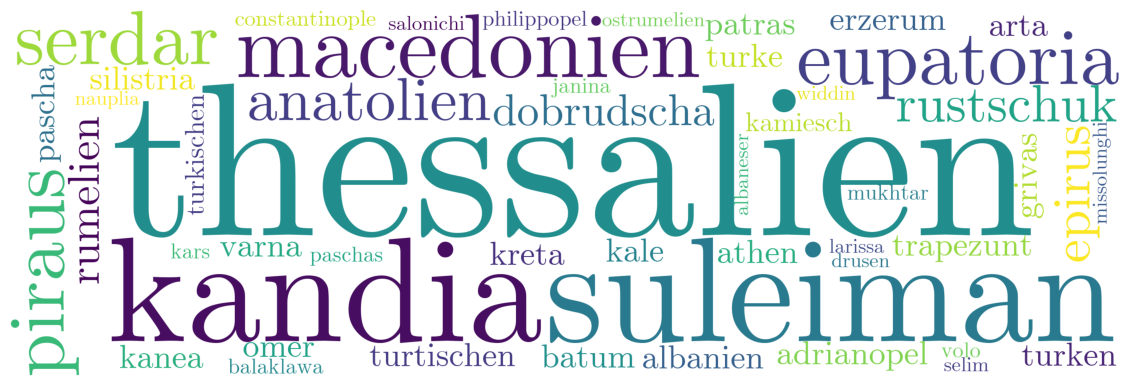 constantinople salonichi philippopel ostrumelien patras erzerum arta
serdar macedonien turke eupatoria
silistria janina widdin
nauplia anatolien dobrudscha kamiesch rustschuk
pascha turkischen thessalien albaneser mukhtar grivas epirus missolunghi
piraus rumelien
kars varna paschas kreta kale athen larissa trapezunt
drusen
kandia suleiman
kanea omer turtischen batum albanien adrianopel volo turken
balaklawa selim